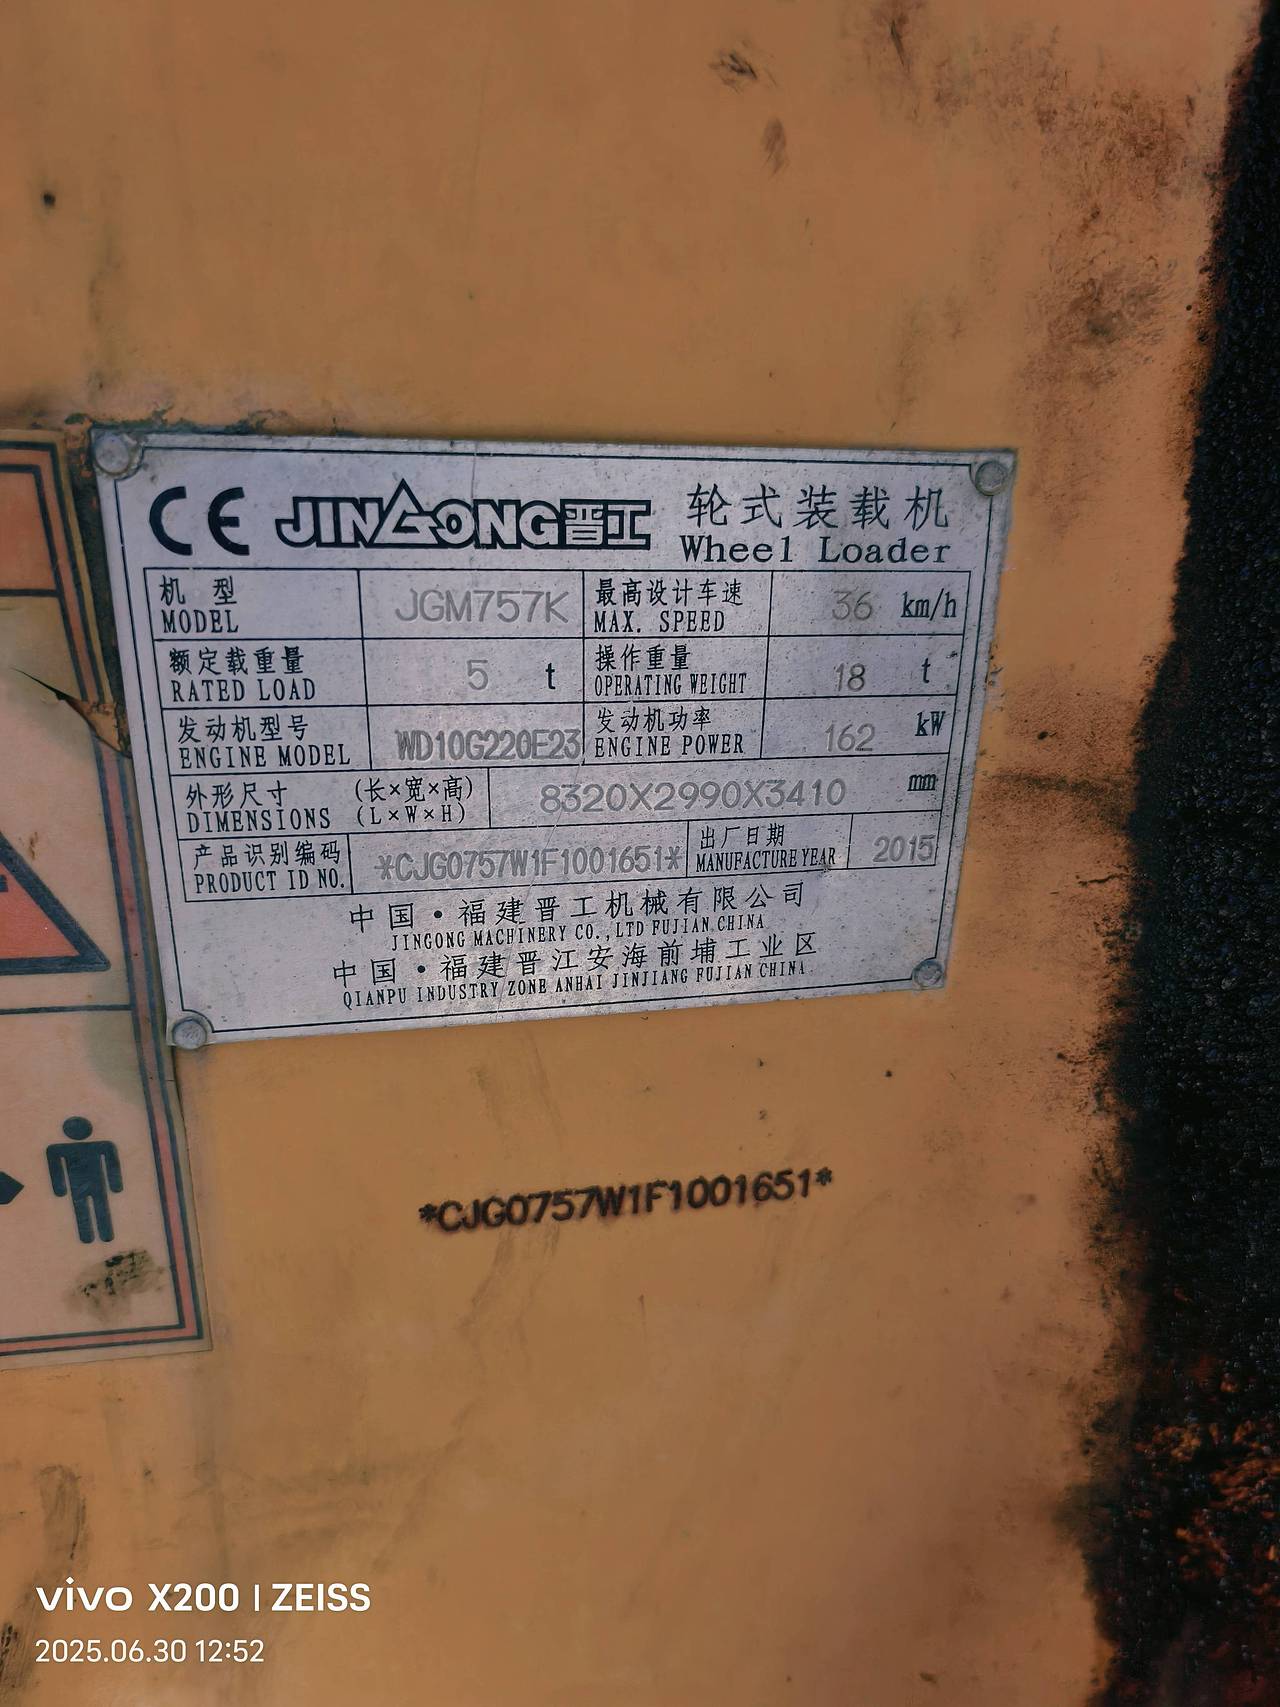 CE JINGONG晋工 轮式装载机
Wheel Loader
机 型 JGM757K 最高设计车速 36 km/h
MODEL MAX. SPEED
额定载重量 5 t 操作重量 18 t
RATED LOAD OPERATING WEIGHT
发动机型号 WD10G220E23 发动机功率 162 kW
ENGINE MODEL ENGINE POWER
外形尺寸 (长×宽×高) 8320X2990X3410 mm
DIMENSIONS (L×W×H)
产品识别编码 *CJG0757W1F1001651* 出厂日期 2015
PRODUCT ID NO. MANUFACTURE YEAR
中国·福建晋工机械有限公司
JINGONG MACHINERY CO.,LTD FUJIAN.CHINA
中国·福建晋江安海前埔工业区
QIANPU INDUSTRY ZONE ANHAI JINJIANG FUJIAN CHINA.
*CJG0757W1F1001651*
vivo X200 | ZEISS
2025.06.30 12:52